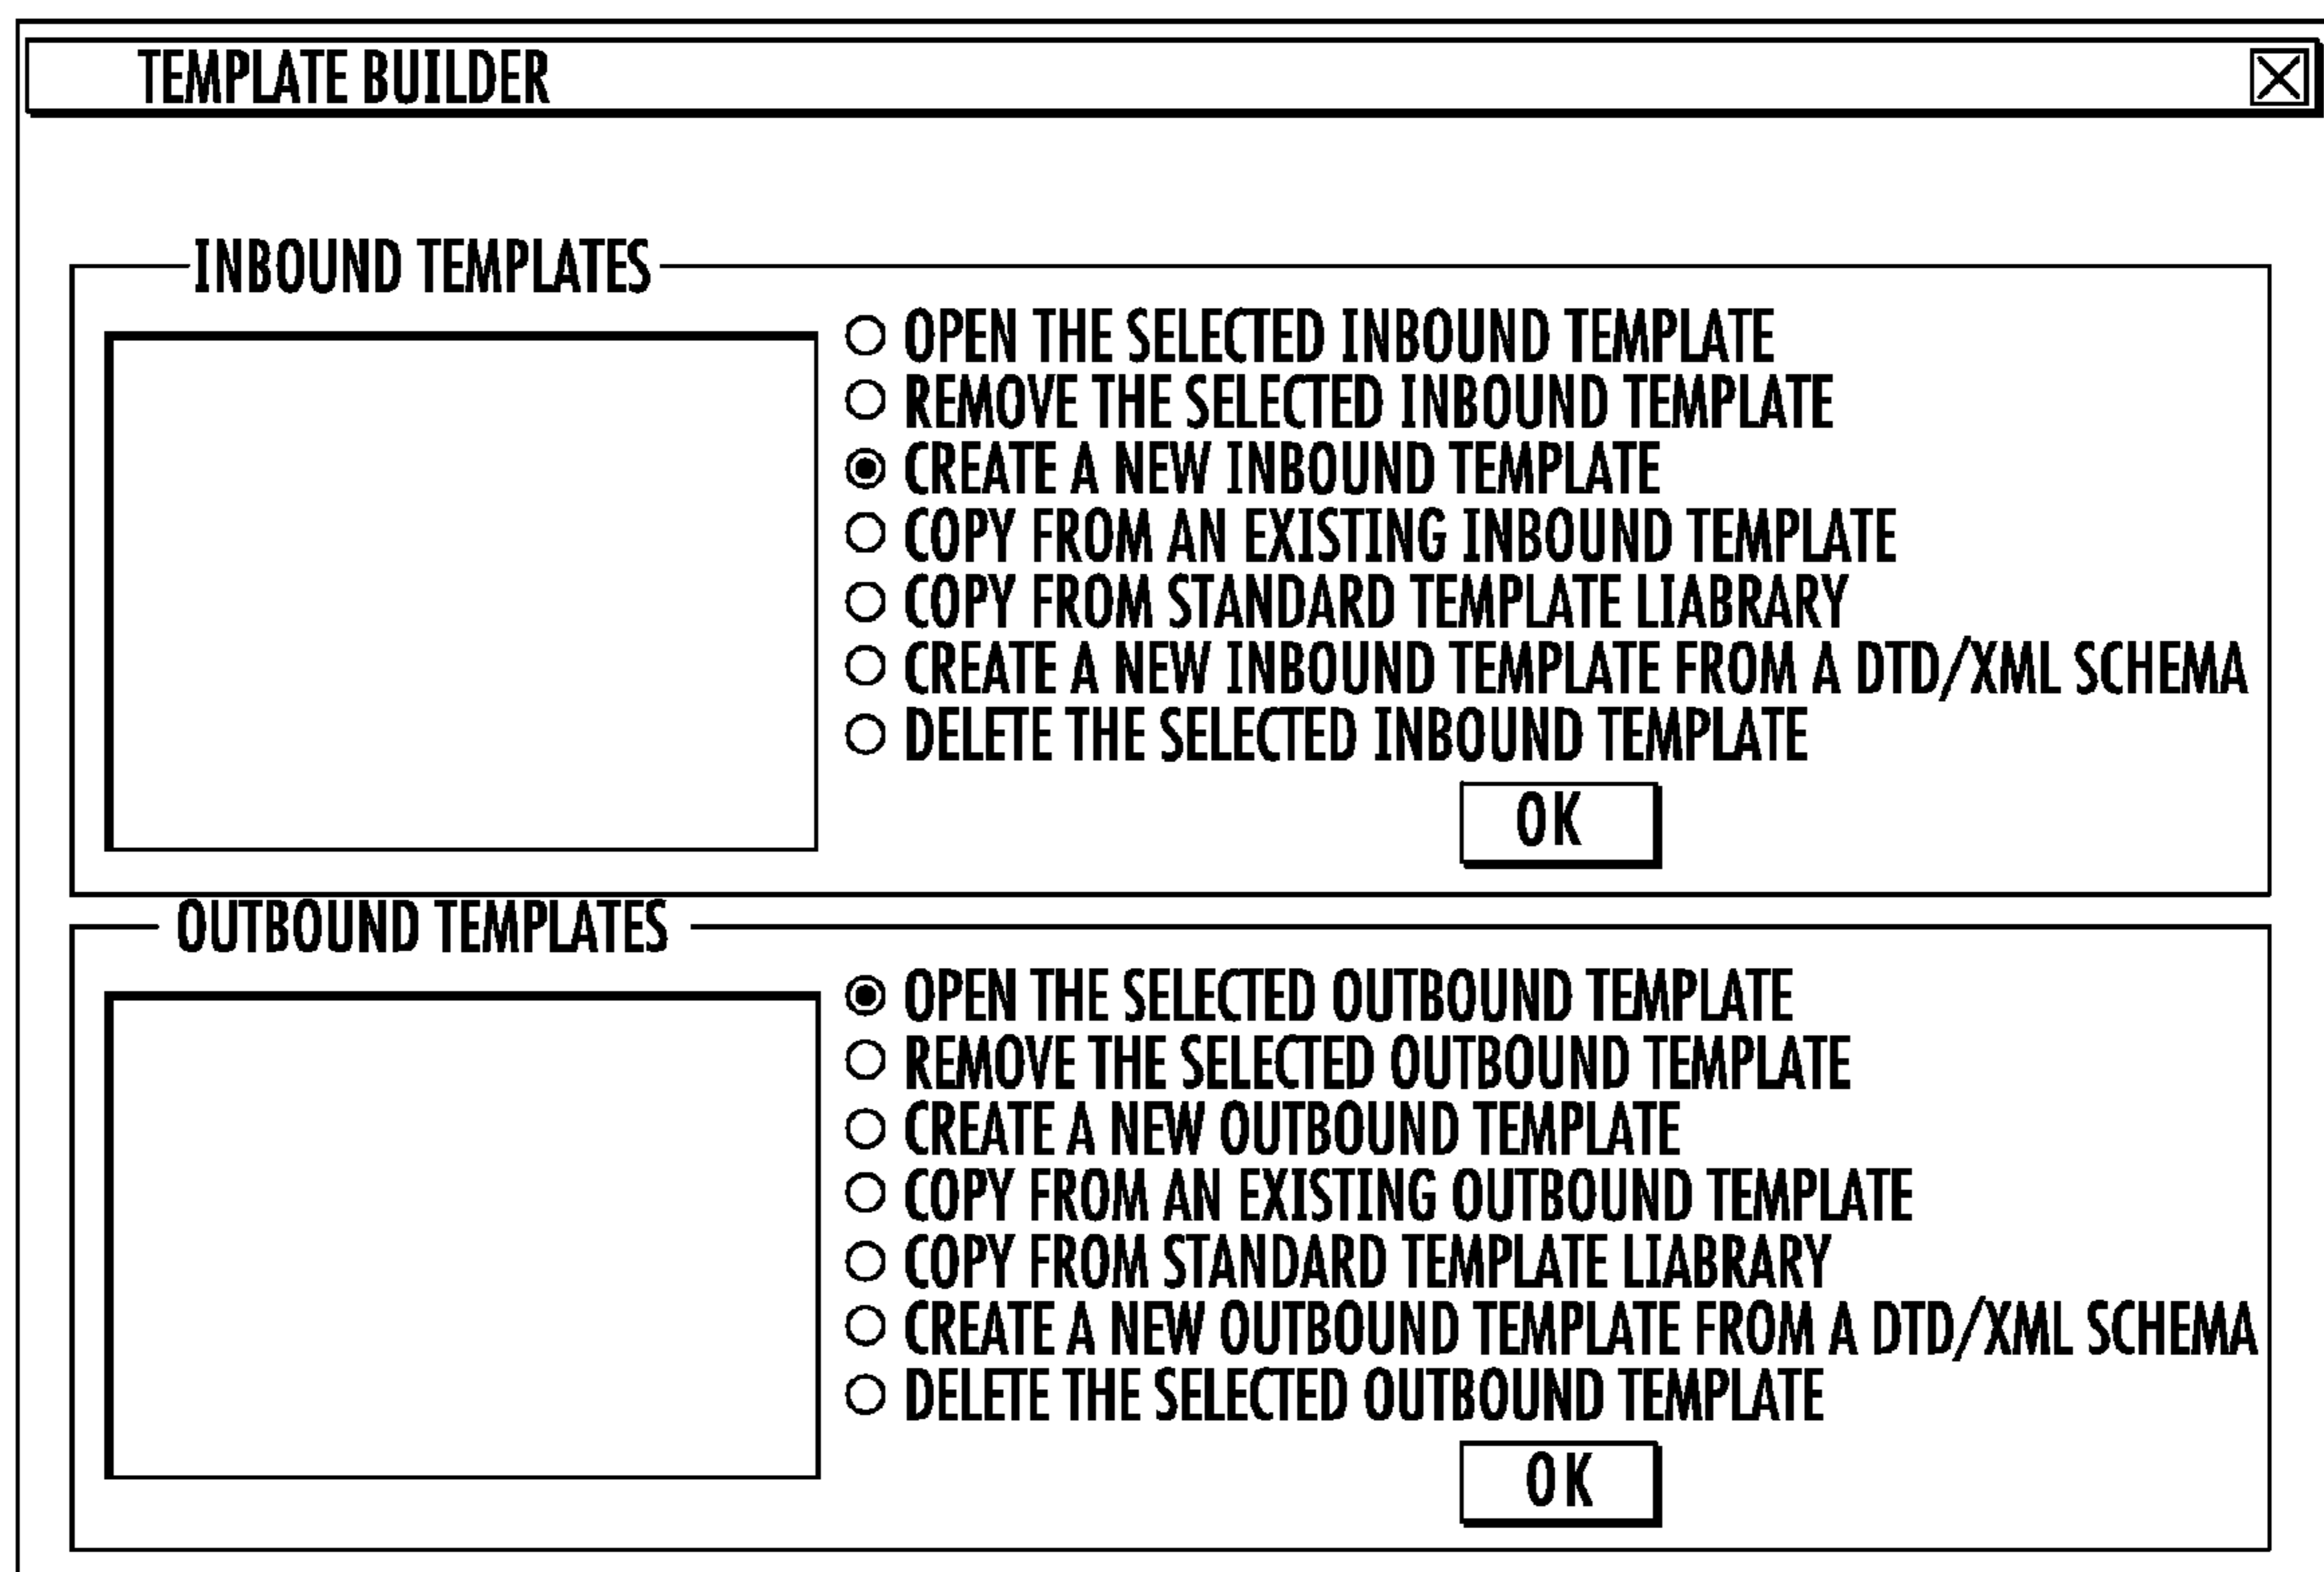 TEMPLATE BUILDER
INBOUND TEMPLATES
OPEN THE SELECTED INBOUND TEMPLATE
REMOVE THE SELECTED INBOUND TEMPLATE
CREATE A NEW INBOUND TEMPLATE
COPY FROM AN EXISTING INBOUND TEMPLATE
COPY FROM STANDARD TEMPLATE LIABRARY
CREATE A NEW INBOUND TEMPLATE FROM A DTD/XML SCHEMA
DELETE THE SELECTED INBOUND TEMPLATE
OK
OUTBOUND TEMPLATES
OPEN THE SELECTED OUTBOUND TEMPLATE
REMOVE THE SELECTED OUTBOUND TEMPLATE
CREATE A NEW OUTBOUND TEMPLATE
COPY FROM AN EXISTING OUTBOUND TEMPLATE
COPY FROM STANDARD TEMPLATE LIABRARY
CREATE A NEW OUTBOUND TEMPLATE FROM A DTD/XML SCHEMA
DELETE THE SELECTED OUTBOUND TEMPLATE
OK